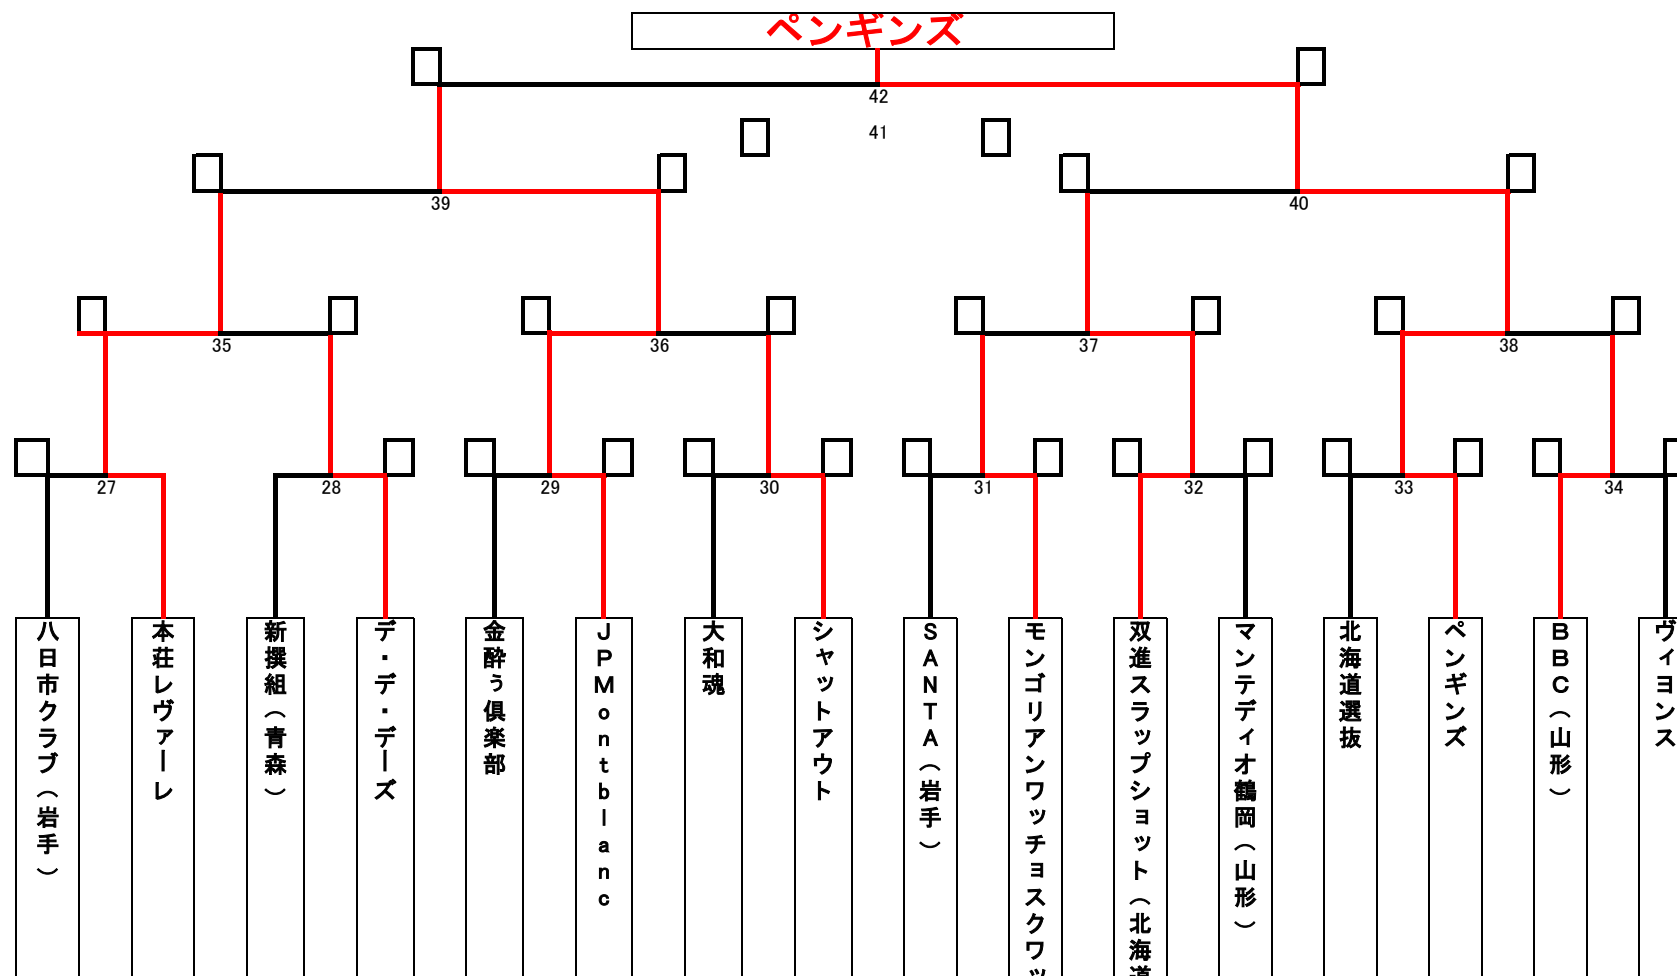 ペンギンズ
42
41
39
40
35
36
37
38
27
28
29
30
31
32
33
34
八日市クラブ（岩手）
本荘レヴァーレ
新撰組（青森）
デ・デ・デーズ
金酔ぅ倶楽部
ＪＰＭｏｎｔｂｌａｎｃ
大和魂
シャットアウト
ＳＡＮＴＡ（岩手）
モンゴリアンワッチョスクワッ
双進スラップショット（北海道
マンテディオ鶴岡（山形）
北海道選抜
ペンギンズ
ＢＢＣ（山形）
ヴィヨンス